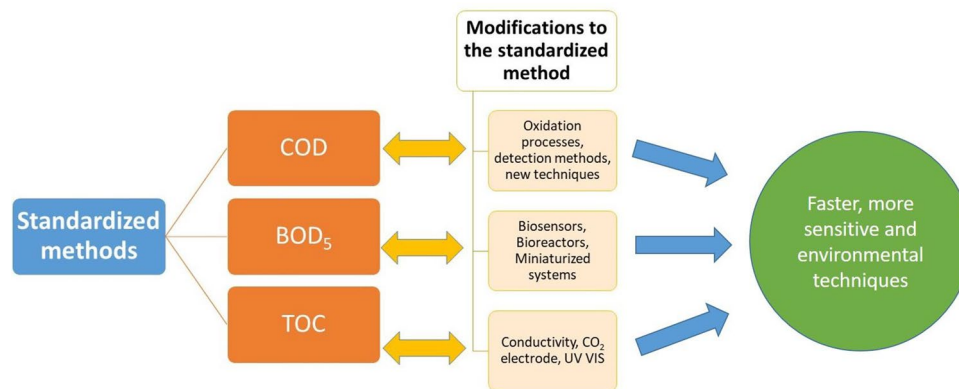 Standardized
methods
COD
BOD₅
TOC
Modifications to
the standardized
method
Oxidation
processes,
detection methods,
new techniques
Biosensors,
Bioreactors,
Miniaturized
systems
Conductivity, CO₂
electrode, UV VIS
Faster, more
sensitive and
environmental
techniques